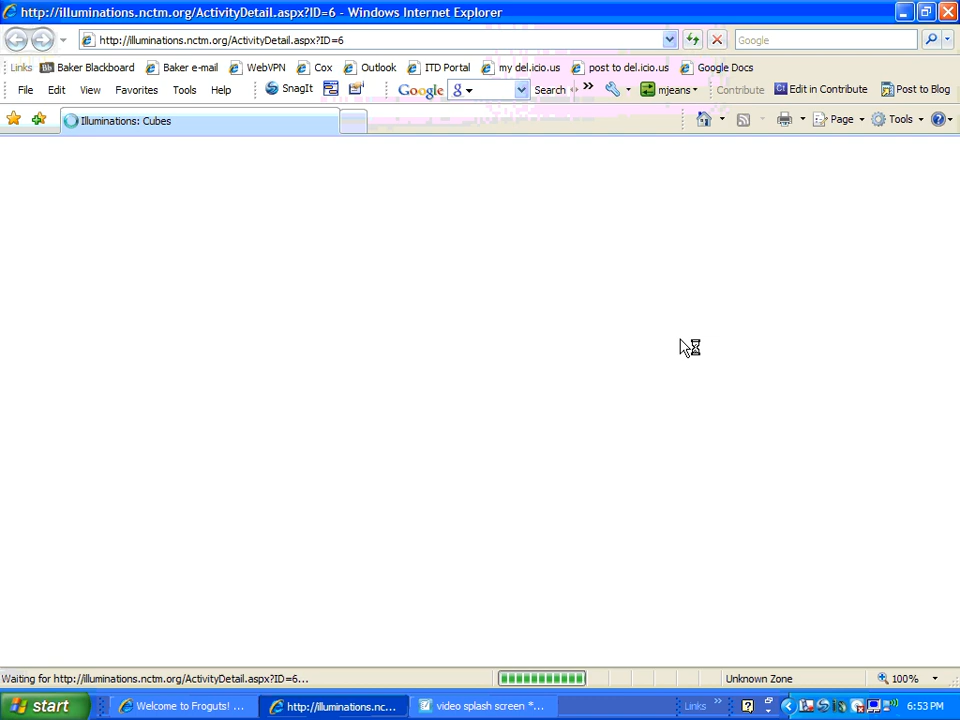 http://illuminations.nctm.org/ActivityDetail.aspx?ID=6 - Windows Internet Explorer
http://illuminations.nctm.org/ActivityDetail.aspx?ID=6 Google
Links Bb Baker Blackboard Baker e-mail WebVPN Cox Outlook ITD Portal my del.icio.us post to del.icio.us Google Docs
File Edit View Favorites Tools Help SnagIt Google Search » mjeans Contribute Ct Edit in Contribute Post to Blog
Illuminations: Cubes Page Tools
Waiting for http://illuminations.nctm.org/ActivityDetail.aspx?ID=6... Unknown Zone 100%
start Welcome to Froguts! ... http://illuminations.nc... video splash screen *... Links » 6:53 PM